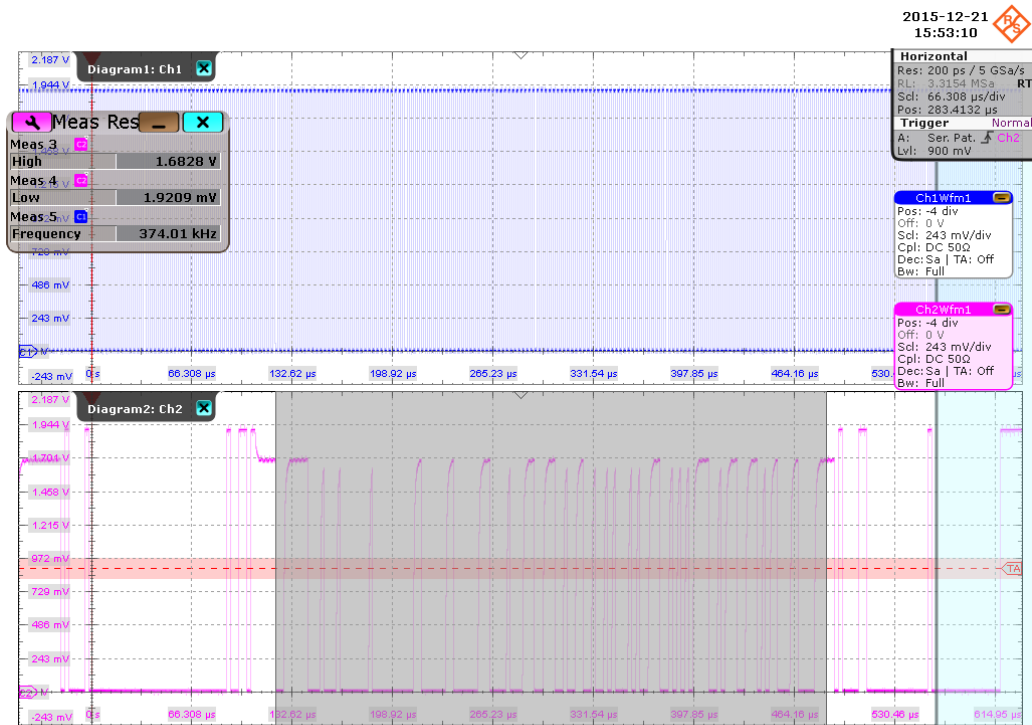 2015-12-21
15:53:10
R&S
Horizontal
Res: 200 ps / 5 GSa/s
RL: 3.3154 MSa RT
Scl: 66.308 µs/div
Pos: 283.4132 µs
Trigger Normal
A: Ser. Pat. Ch2
Lvl: 900 mV
Diagram1: Ch1
2.187 V
1.944 V
Meas Res
Meas 3 C2
High 1.6828 V
Meas 4 C2
Low 1.9209 mV
Meas 5 C1
Frequency 374.01 kHz
486 mV
243 mV
C1
-243 mV
0 s 66.308 µs 132.62 µs 198.92 µs 265.23 µs 331.54 µs 397.85 µs 464.16 µs 530.
Ch1Wfm1
Pos: -4 div
Off: 0 V
Scl: 243 mV/div
Cpl: DC 50Ω
Dec: Sa | TA: Off
Bw: Full
Ch2Wfm1
Pos: -4 div
Off: 0 V
Scl: 243 mV/div
Cpl: DC 50Ω
Dec: Sa | TA: Off
Bw: Full
Diagram2: Ch2
2.187 V
1.944 V
1.701 V
1.458 V
1.215 V
972 mV
TA
729 mV
486 mV
243 mV
C2
-243 mV
0 s 66.308 µs 132.62 µs 198.92 µs 265.23 µs 331.54 µs 397.85 µs 464.16 µs 530.46 µs 614.95 µs